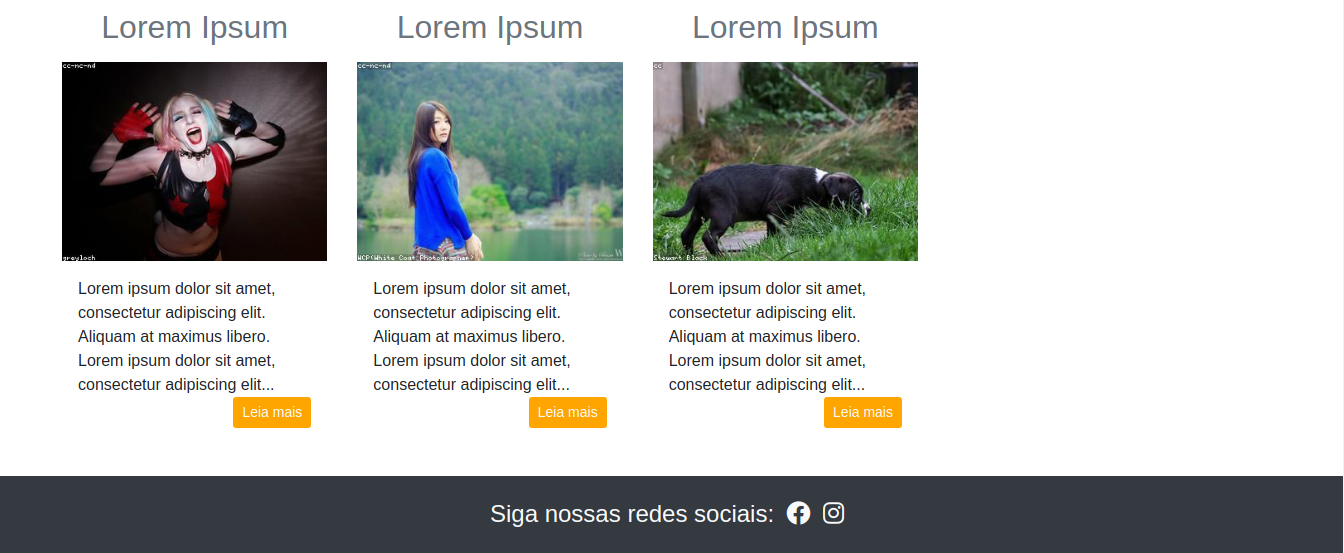 Lorem Ipsum
Lorem Ipsum
Lorem Ipsum
cc-nc-nd
cc-nc-nd
cc
greyloch
WCP(White Coat Photographer)
Stewart Black
Lorem ipsum dolor sit amet,
consectetur adipiscing elit.
Aliquam at maximus libero.
Lorem ipsum dolor sit amet,
consectetur adipiscing elit...
Leia mais
Lorem ipsum dolor sit amet,
consectetur adipiscing elit.
Aliquam at maximus libero.
Lorem ipsum dolor sit amet,
consectetur adipiscing elit...
Leia mais
Lorem ipsum dolor sit amet,
consectetur adipiscing elit.
Aliquam at maximus libero.
Lorem ipsum dolor sit amet,
consectetur adipiscing elit...
Leia mais
Siga nossas redes sociais: